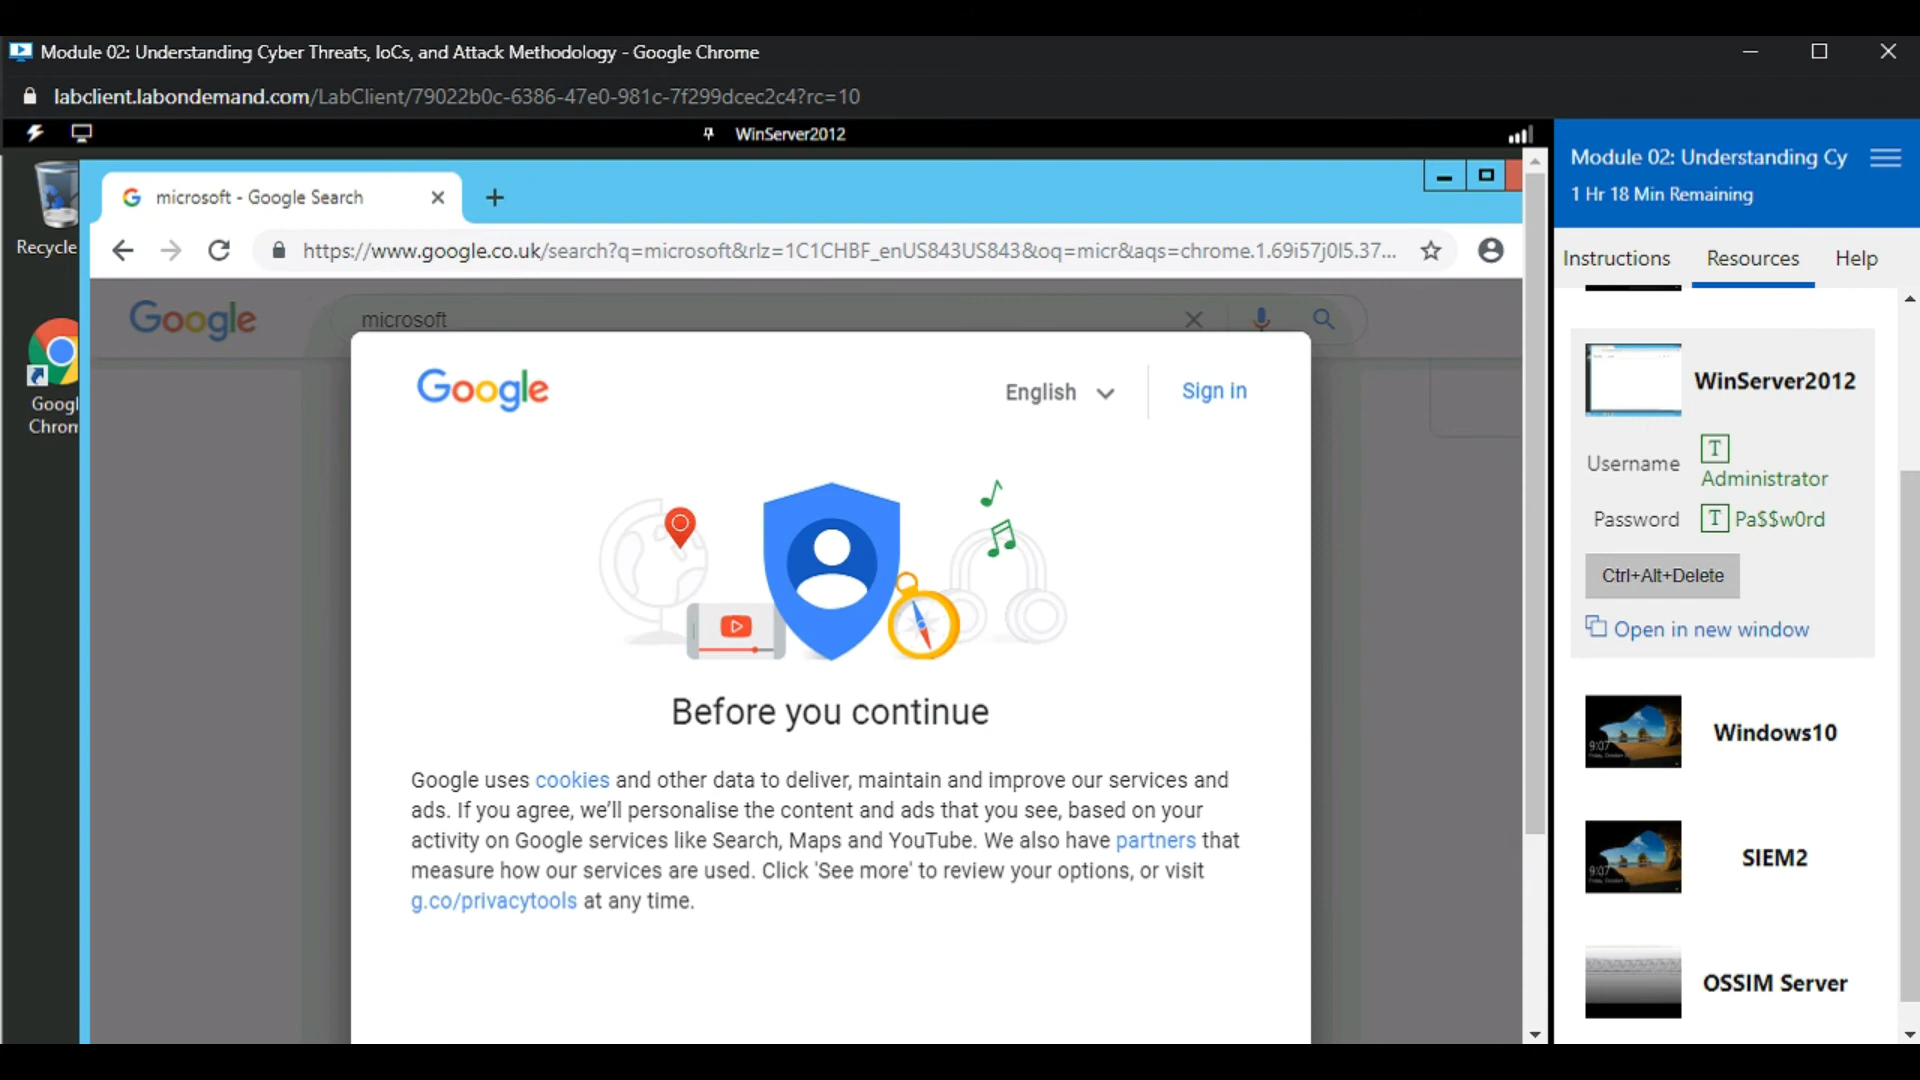 Module 02: Understanding Cyber Threats, IoCs, and Attack Methodology - Google Chrome
labclient.labondemand.com/LabClient/79022b0c-6386-47e0-981c-7f299dcec2c4?rc=10
WinServer2012
Module 02: Understanding Cy
1 Hr 18 Min Remaining
Instructions Resources Help
Recycle
Googl
Chrom
microsoft - Google Search
https://www.google.co.uk/search?q=microsoft&rlz=1C1CHBF_enUS843US843&oq=micr&aqs=chrome.1.69i57j0l5.37...
Google microsoft
Google English Sign in
Before you continue
Google uses cookies and other data to deliver, maintain and improve our services and
ads. If you agree, we'll personalise the content and ads that you see, based on your
activity on Google services like Search, Maps and YouTube. We also have partners that
measure how our services are used. Click 'See more' to review your options, or visit
g.co/privacytools at any time.
WinServer2012
Username T
Administrator
Password T Pa$$w0rd
Ctrl+Alt+Delete
Open in new window
9:07
Windows10
9:07
SIEM2
OSSIM Server